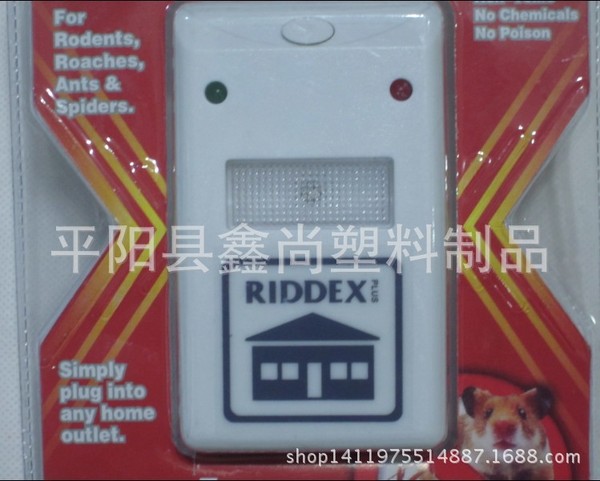 For
Rodents,
Roaches,
Ants &
Spiders.
No Chemicals
No Poison
平阳县鑫尚塑料制品
RIDDEX
PLUS
Simply
plug into
any home
outlet.
shop1411975514887.1688.com